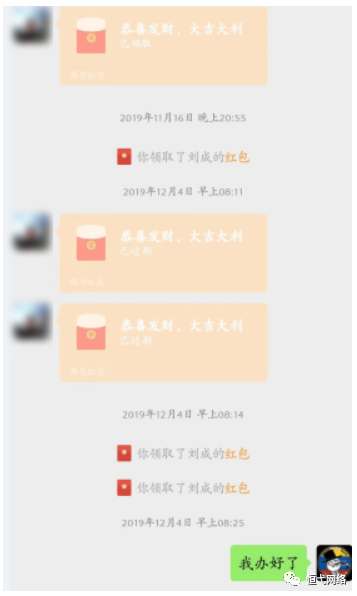 恭喜发财，大吉大利
已领取
微信红包
2019年11月16日 晚上20:55
你领取了刘成的红包
2019年12月4日 早上08:11
恭喜发财，大吉大利
已过期
微信红包
恭喜发财，大吉大利
已过期
微信红包
2019年12月4日 早上08:14
你领取了刘成的红包
你领取了刘成的红包
2019年12月4日 早上08:25
我办好了
恒戈网络